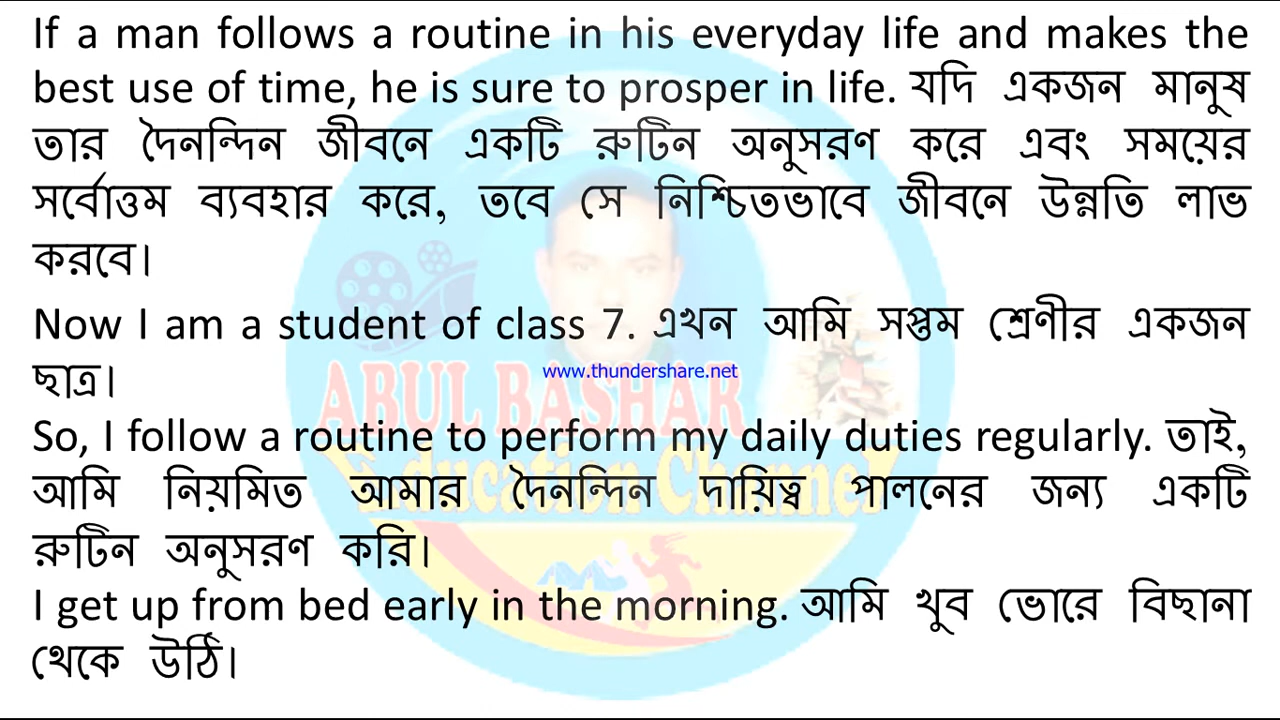 If a man follows a routine in his everyday life and makes the
best use of time, he is sure to prosper in life. যদি একজন মানুষ
তার দৈনন্দিন জীবনে একটি রুটিন অনুসরণ করে এবং সময়ের
সর্বোত্তম ব্যবহার করে, তবে সে নিশ্চিতভাবে জীবনে উন্নতি লাভ
করবে।
Now I am a student of class 7. এখন আমি সপ্তম শ্রেণীর একজন
ছাত্র।
www.thundershare.net
ABUL BASHAR
So, I follow a routine to perform my daily duties regularly. তাই,
Education Channel
আমি নিয়মিত আমার দৈনন্দিন দায়িত্ব পালনের জন্য একটি
রুটিন অনুসরণ করি।
I get up from bed early in the morning. আমি খুব ভোরে বিছানা
থেকে উঠি।